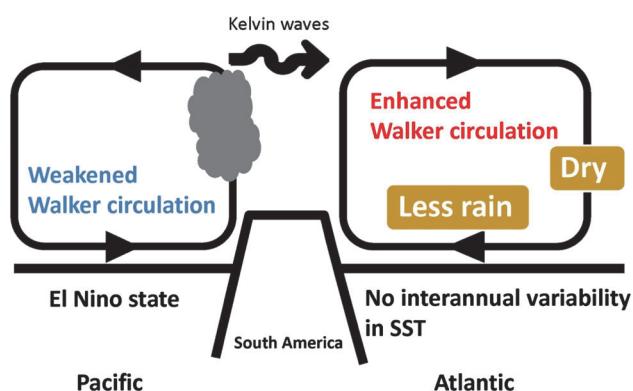 Kelvin waves
Enhanced
Walker circulation
Dry
Weakened
Walker circulation
Less rain
El Nino state
No interannual variability
in SST
South America
Pacific
Atlantic